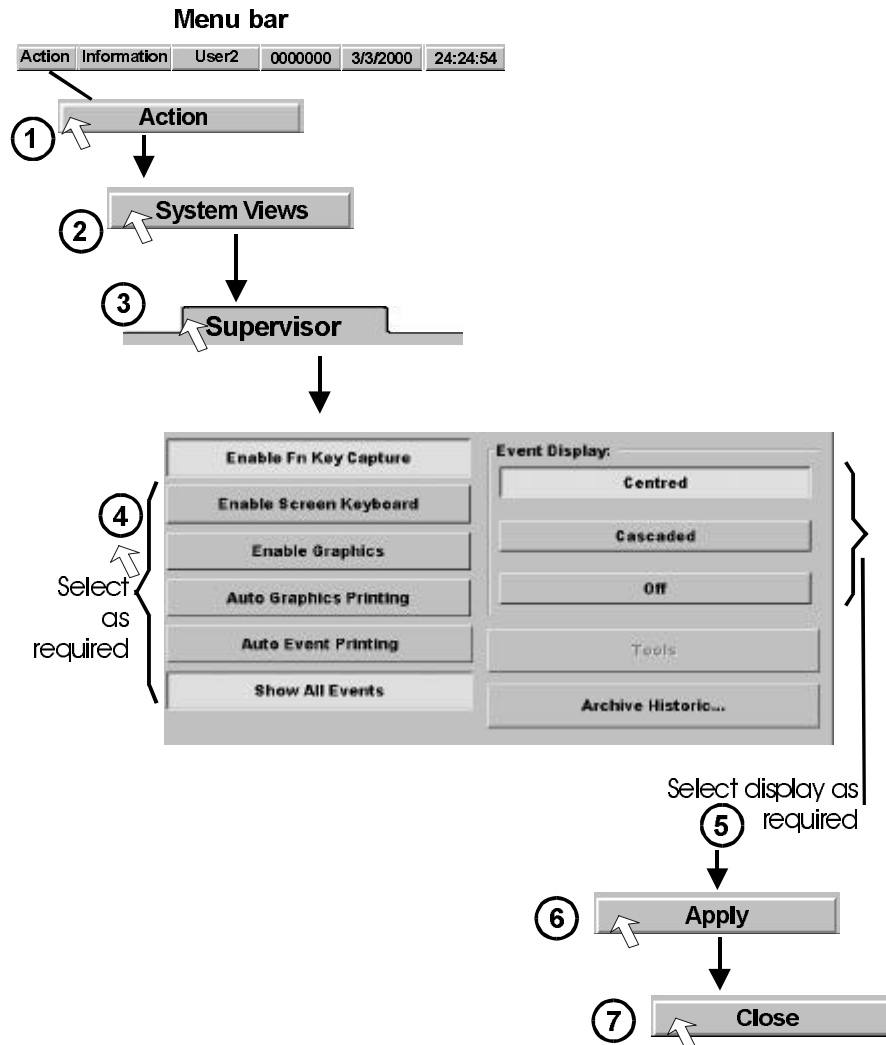 Menu bar
Action Information User2 0000000 3/3/2000 24:24:54
1 Action
2 System Views
3 Supervisor
Enable Fn Key Capture
Enable Screen Keyboard
Enable Graphics
Auto Graphics Printing
Auto Event Printing
Show All Events
4
Select
as
required
Event Display:
Centred
Cascaded
Off
Tools
Archive Historic...
Select display as
5 required
6 Apply
7 Close